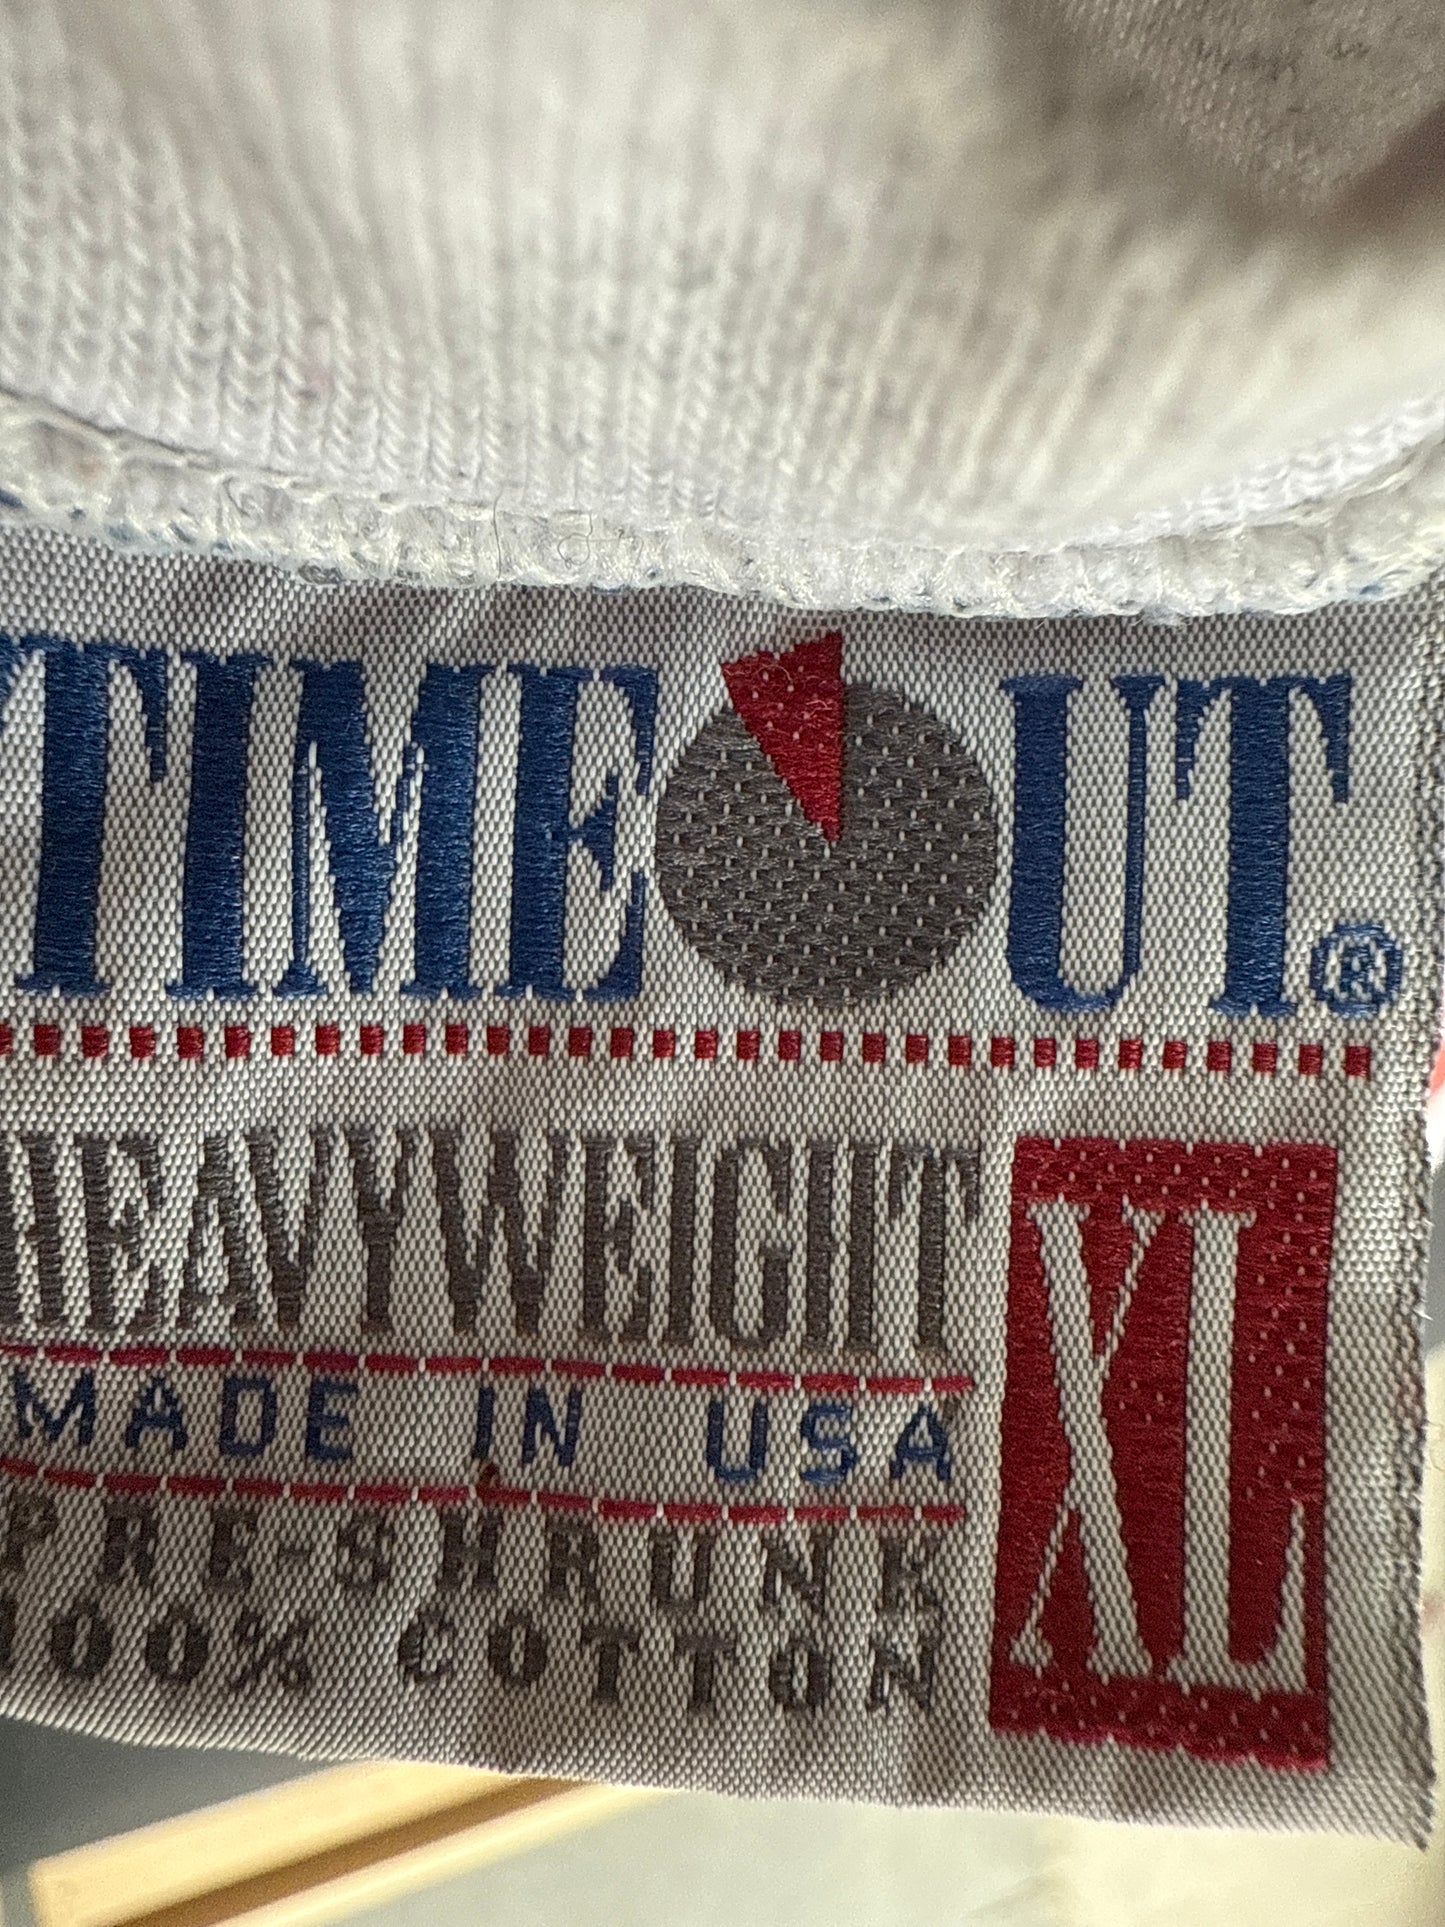 TIME OUT.®
HEAVYWEIGHT
XL
MADE IN USA
PRE-SHRUNK
100% COTTON